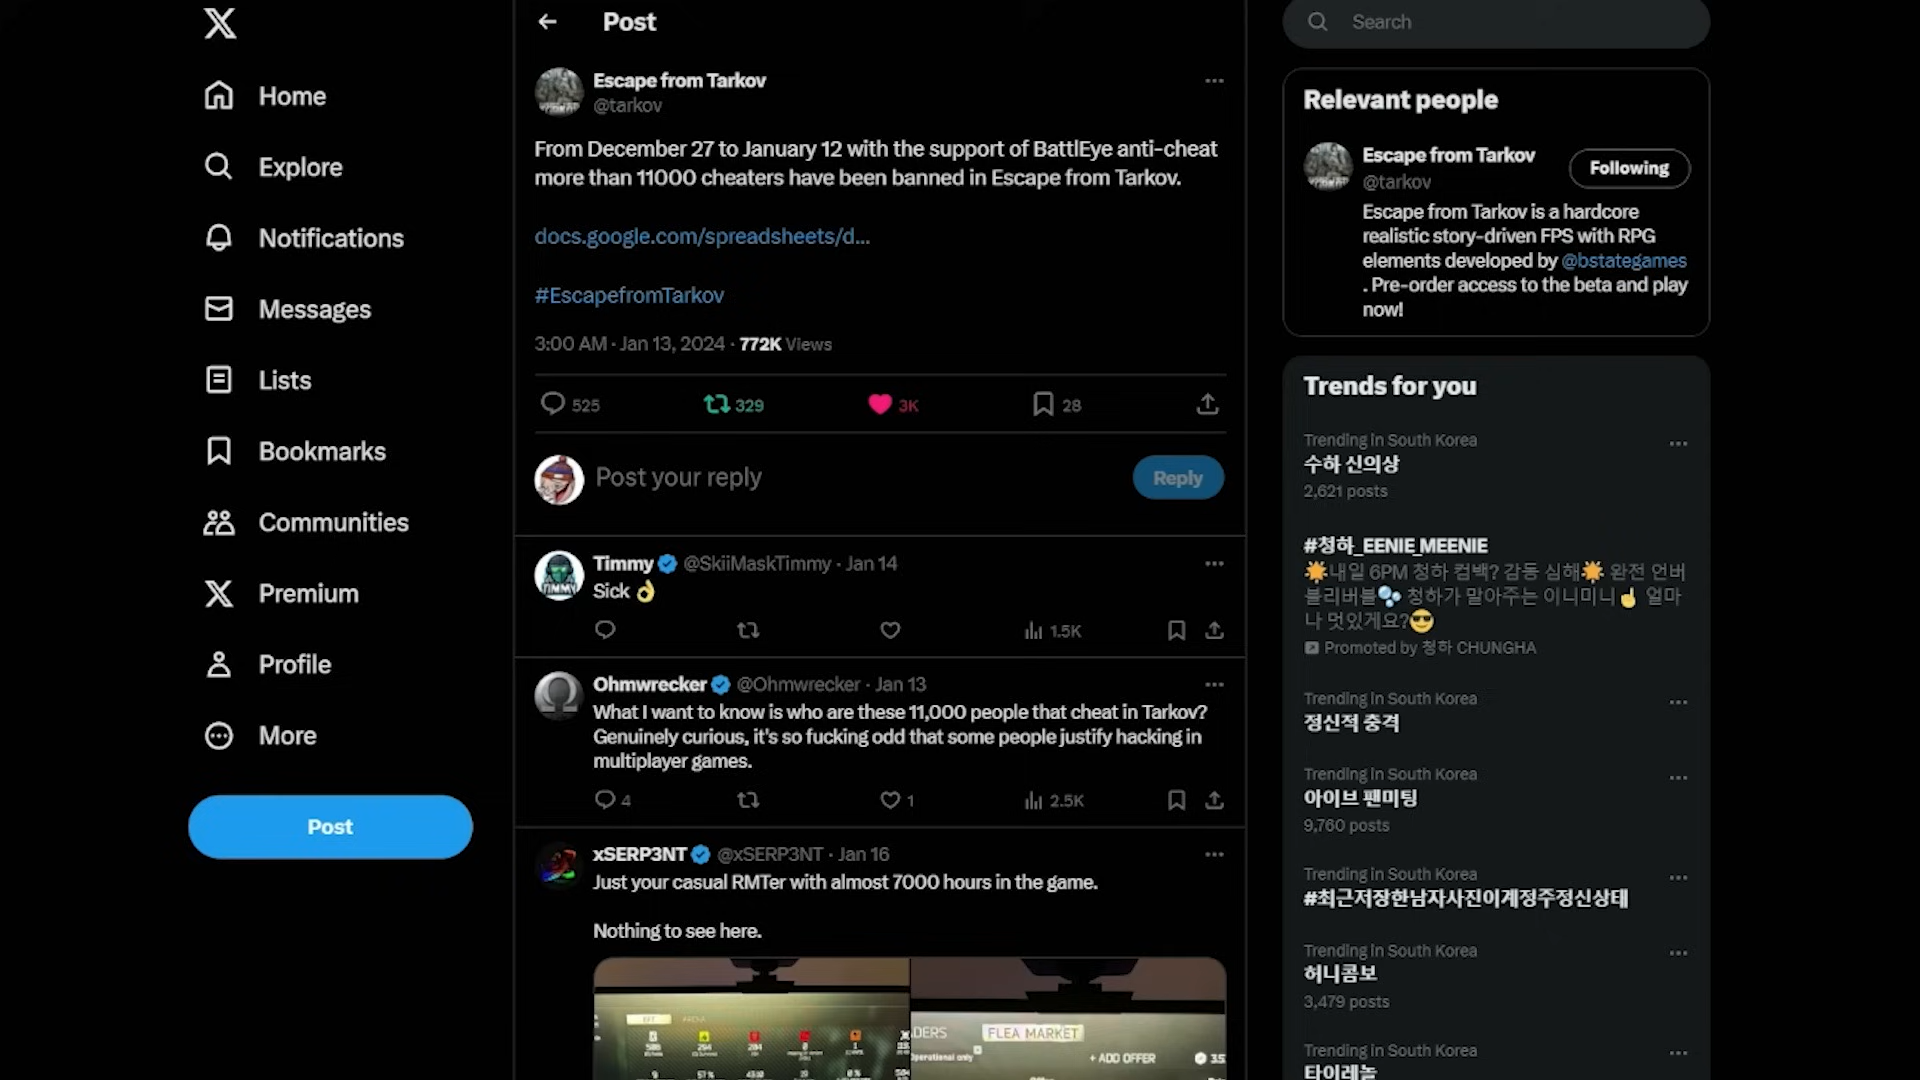 Home
Explore
Notifications
Messages
Lists
Bookmarks
Communities
Premium
Profile
More
Post
Post
Escape from Tarkov
@tarkov
From December 27 to January 12 with the support of BattlEye anti-cheat
more than 11000 cheaters have been banned in Escape from Tarkov.
docs.google.com/spreadsheets/d...
#EscapefromTarkov
3:00 AM · Jan 13, 2024 · 772K Views
525 329 3K 28
Post your reply
Reply
Timmy @SkiiMaskTimmy · Jan 14
Sick 👌
1.5K
Ohmwrecker @Ohmwrecker · Jan 13
What I want to know is who are these 11,000 people that cheat in Tarkov?
Genuinely curious, it's so fucking odd that some people justify hacking in
multiplayer games.
4 1 2.5K
xSERP3NT @xSERP3NT · Jan 16
Just your casual RMTer with almost 7000 hours in the game.
Nothing to see here.
FLEA MARKET
+ ADD OFFER
Search
Relevant people
Escape from Tarkov
@tarkov
Following
Escape from Tarkov is a hardcore
realistic story-driven FPS with RPG
elements developed by @bstategames
. Pre-order access to the beta and play
now!
Trends for you
Trending in South Korea
수하 신의상
2,621 posts
#청하_EENIE_MEENIE
🌟내일 6PM 청하 컴백? 감동 심해🌟 완전 언버
블리버블🫧 청하가 말아주는 이니미니☝ 얼마
나 멋있게요?😎
Promoted by 청하 CHUNGHA
Trending in South Korea
정신적 충격
Trending in South Korea
아이브 팬미팅
9,760 posts
Trending in South Korea
#최근저장한남자사진이계정주정신상태
Trending in South Korea
허니콤보
3,479 posts
Trending in South Korea
타이레놀